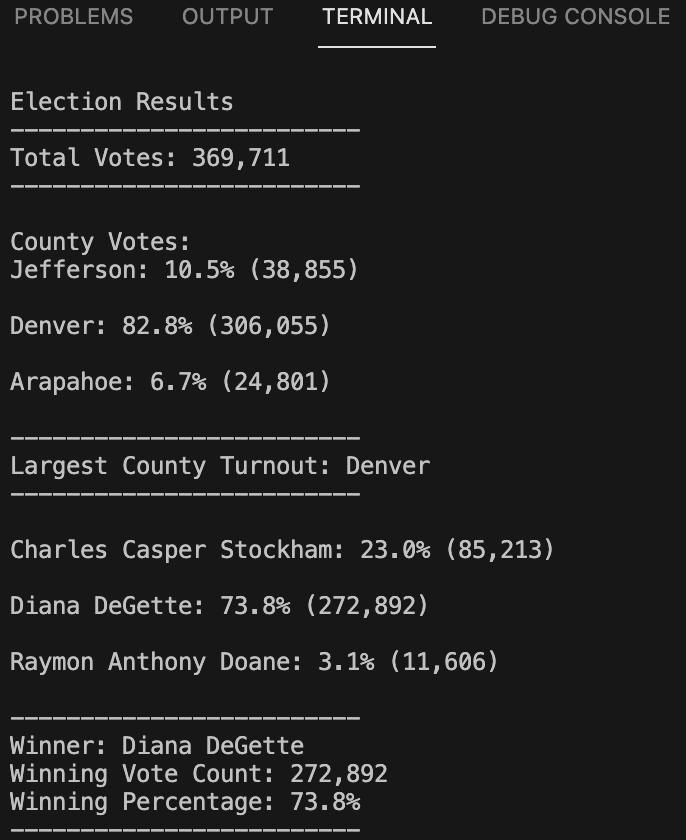 PROBLEMS OUTPUT TERMINAL DEBUG CONSOLE
Election Results
-------------------------
Total Votes: 369,711
-------------------------
County Votes:
Jefferson: 10.5% (38,855)
Denver: 82.8% (306,055)
Arapahoe: 6.7% (24,801)
-------------------------
Largest County Turnout: Denver
-------------------------
Charles Casper Stockham: 23.0% (85,213)
Diana DeGette: 73.8% (272,892)
Raymon Anthony Doane: 3.1% (11,606)
-------------------------
Winner: Diana DeGette
Winning Vote Count: 272,892
Winning Percentage: 73.8%
-------------------------